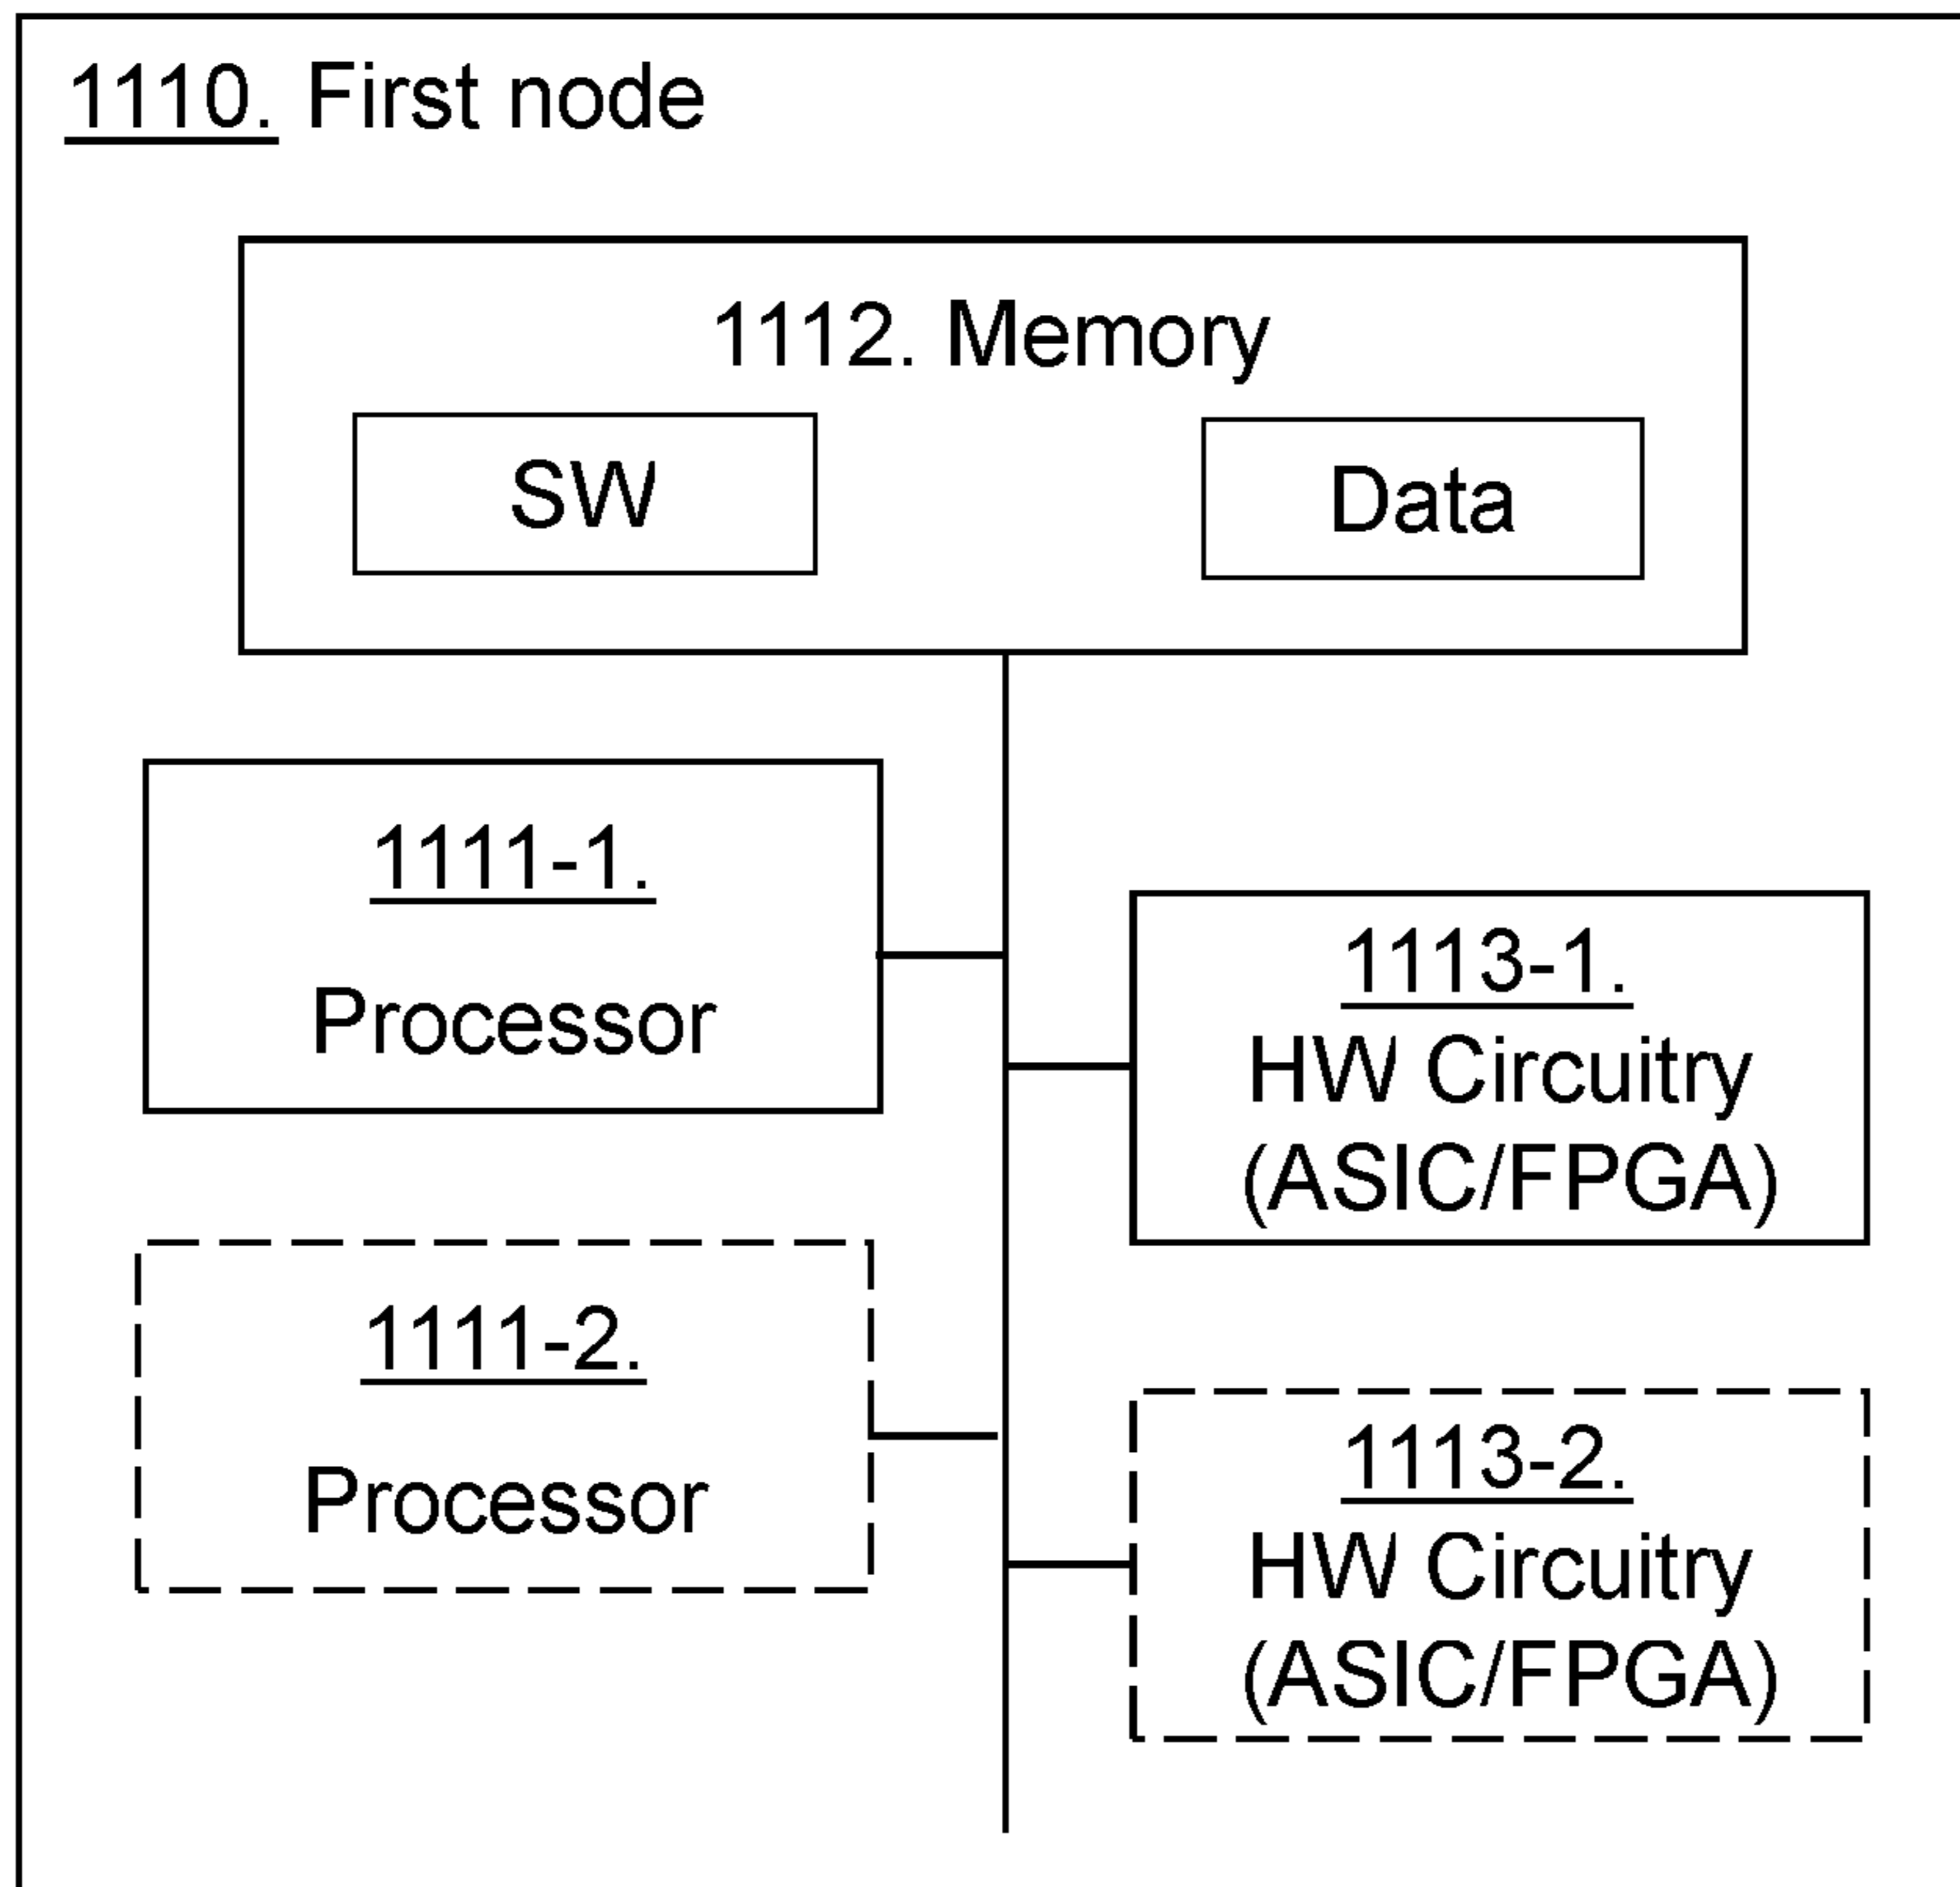 1110. First node
1112. Memory
SW
Data
1111-1.
Processor
1113-1.
HW Circuitry
(ASIC/FPGA)
1111-2.
Processor
1113-2.
HW Circuitry
(ASIC/FPGA)